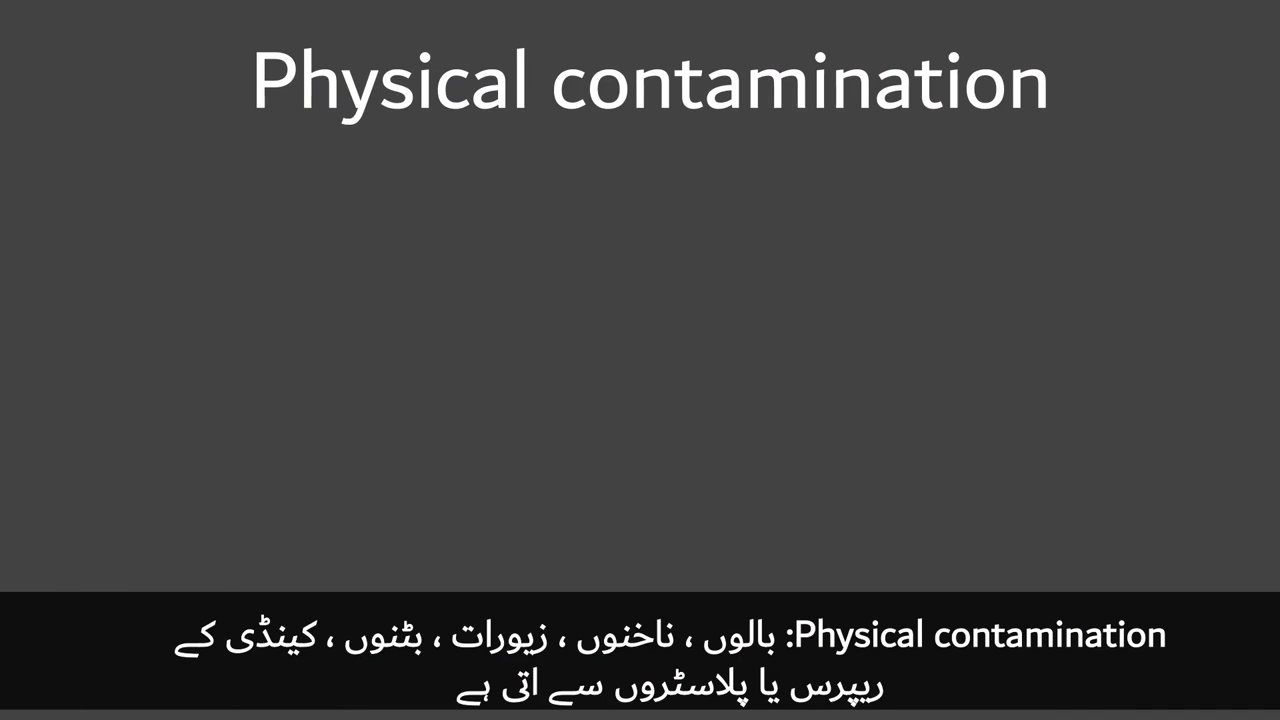 Physical contamination
Physical contamination: بالوں ، ناخنوں ، زیورات ، بٹنوں ، کینڈی کے
ریپرس یا پلاسٹروں سے اتی ہے